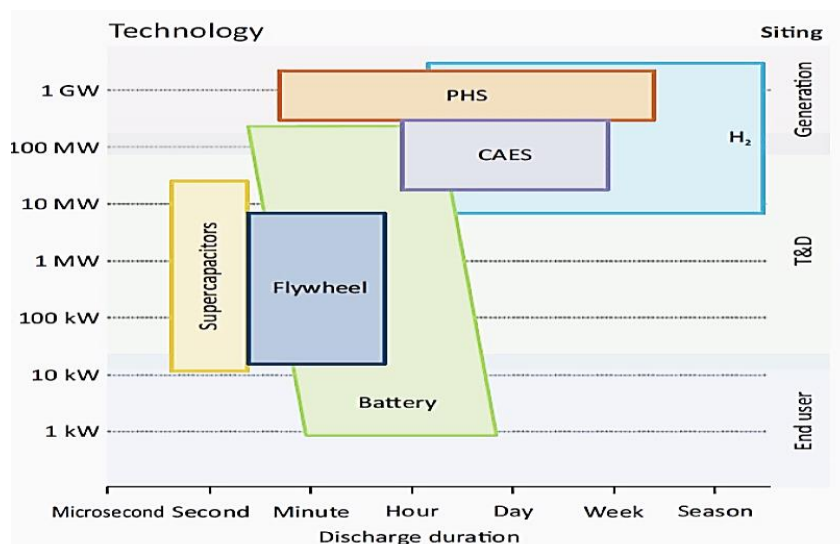 Technology
Siting
1 GW
100 MW
10 MW
1 MW
100 kW
10 kW
1 kW
PHS
CAES
H₂
Supercapacitors
Flywheel
Battery
Generation
T&D
End user
Microsecond Second Minute Hour Day Week Season
Discharge duration